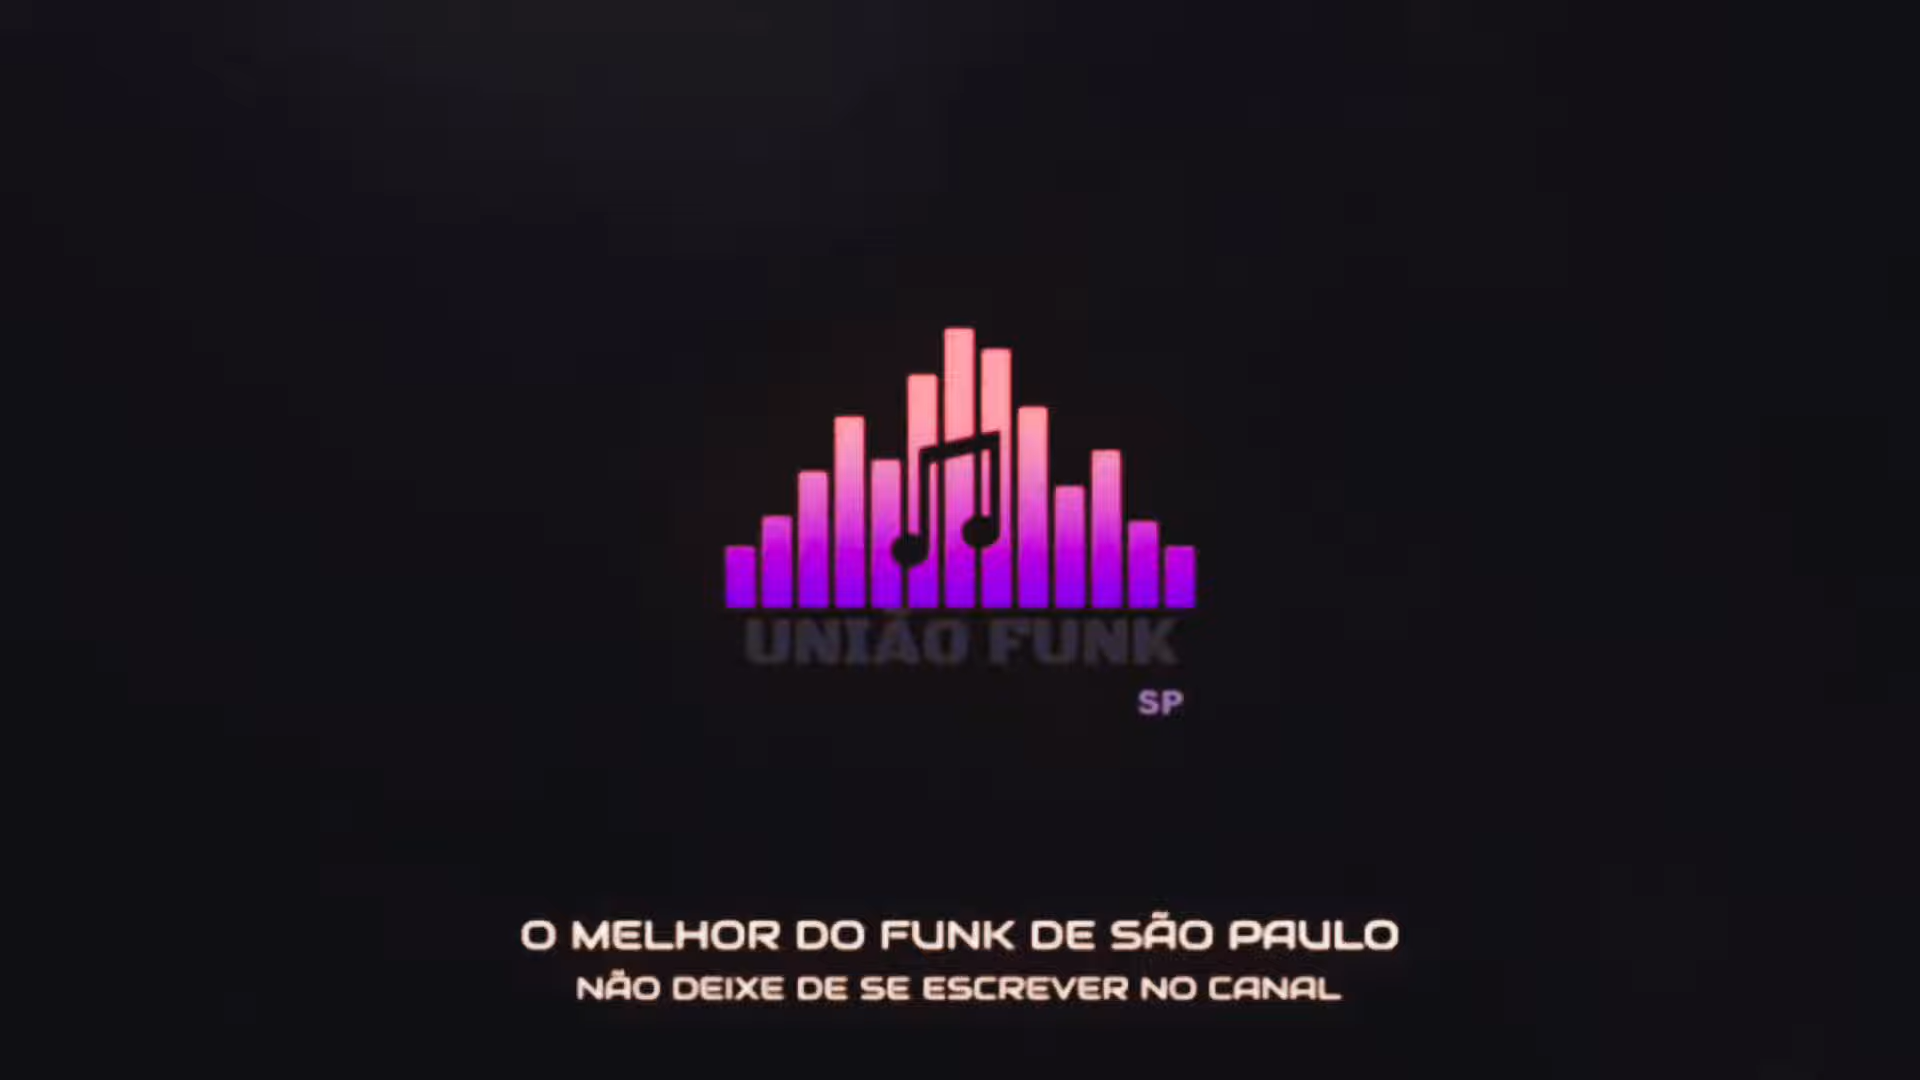 UNIÃO FUNK
SP
O MELHOR DO FUNK DE SÃO PAULO
NÃO DEIXE DE SE ESCREVER NO CANAL